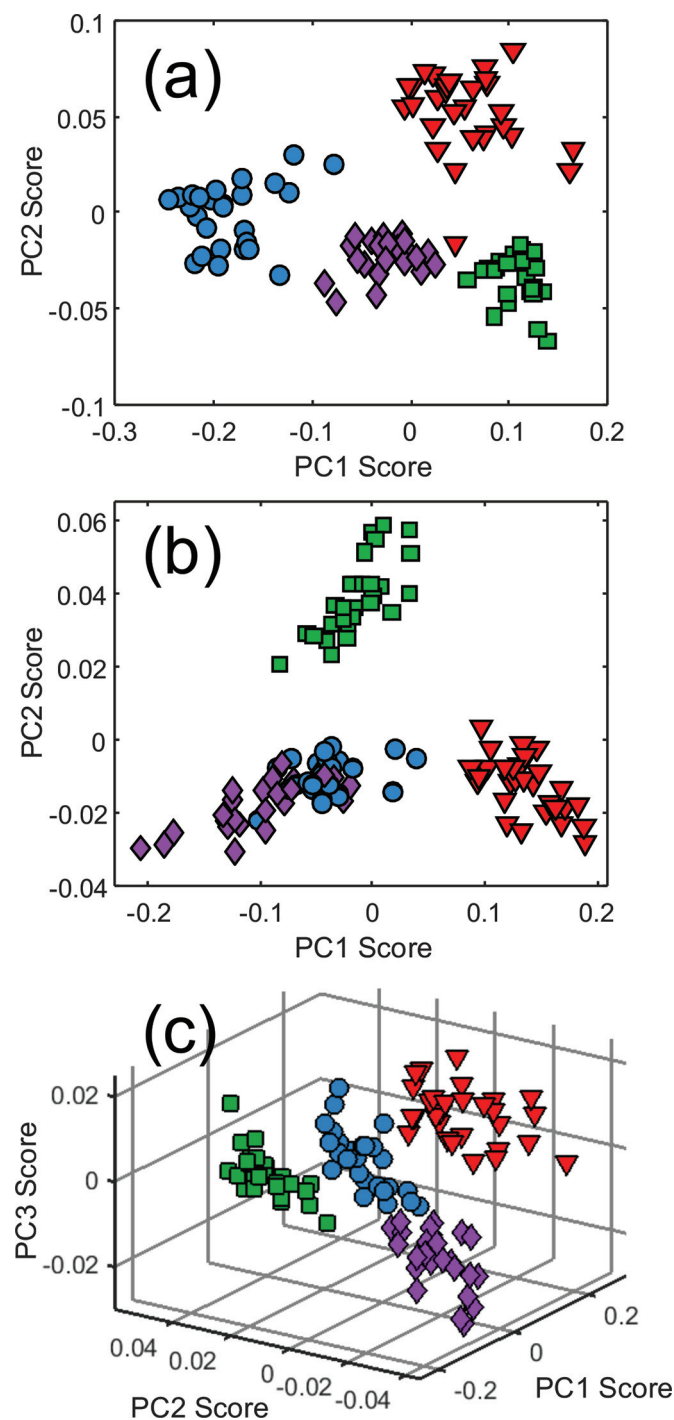 (a)
0.1
0.05
0
-0.05
-0.1
PC2 Score
-0.3 -0.2 -0.1 0 0.1 0.2
PC1 Score
(b)
0.06
0.04
0.02
0
-0.02
-0.04
PC2 Score
-0.2 -0.1 0 0.1 0.2
PC1 Score
(c)
0.02
0
-0.02
PC3 Score
0.04 0.02 0 -0.02 -0.04
PC2 Score
-0.2 0 0.2
PC1 Score